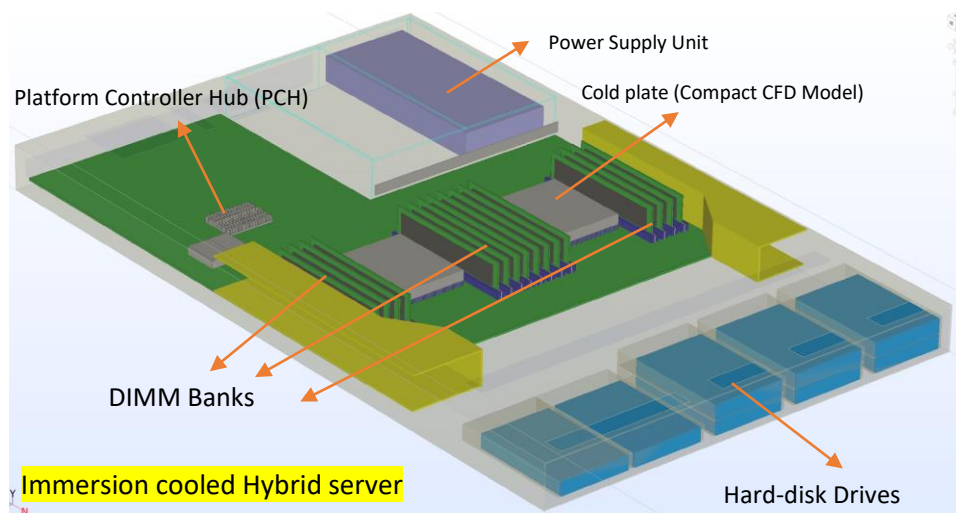 Power Supply Unit
Cold plate (Compact CFD Model)
Platform Controller Hub (PCH)
DIMM Banks
Immersion cooled Hybrid server
Hard-disk Drives
Y
N